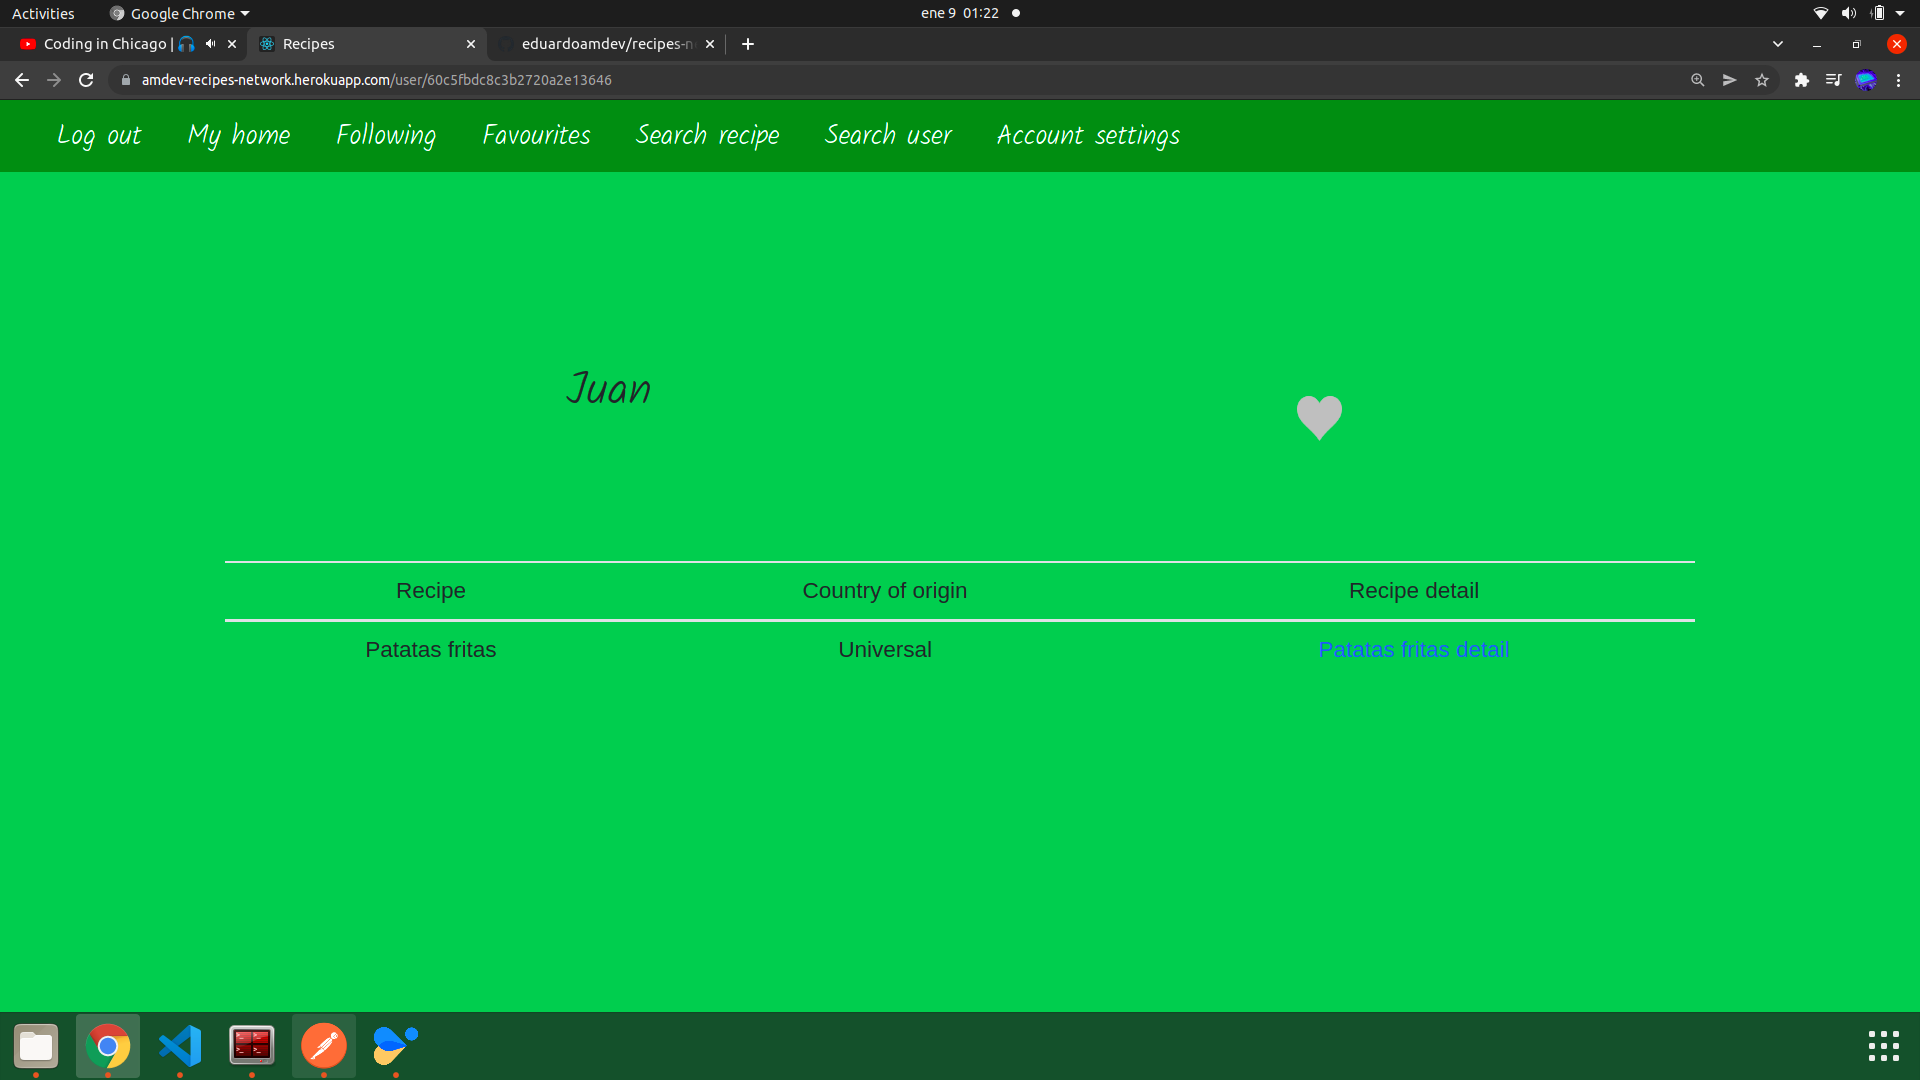 Activities Google Chrome ene 9 01:22
Coding in Chicago | Recipes eduardoamdev/recipes-n
amdev-recipes-network.herokuapp.com/user/60c5fbdc8c3b2720a2e13646
Log out My home Following Favourites Search recipe Search user Account settings
Juan
Recipe Country of origin Recipe detail
Patatas fritas Universal Patatas fritas detail